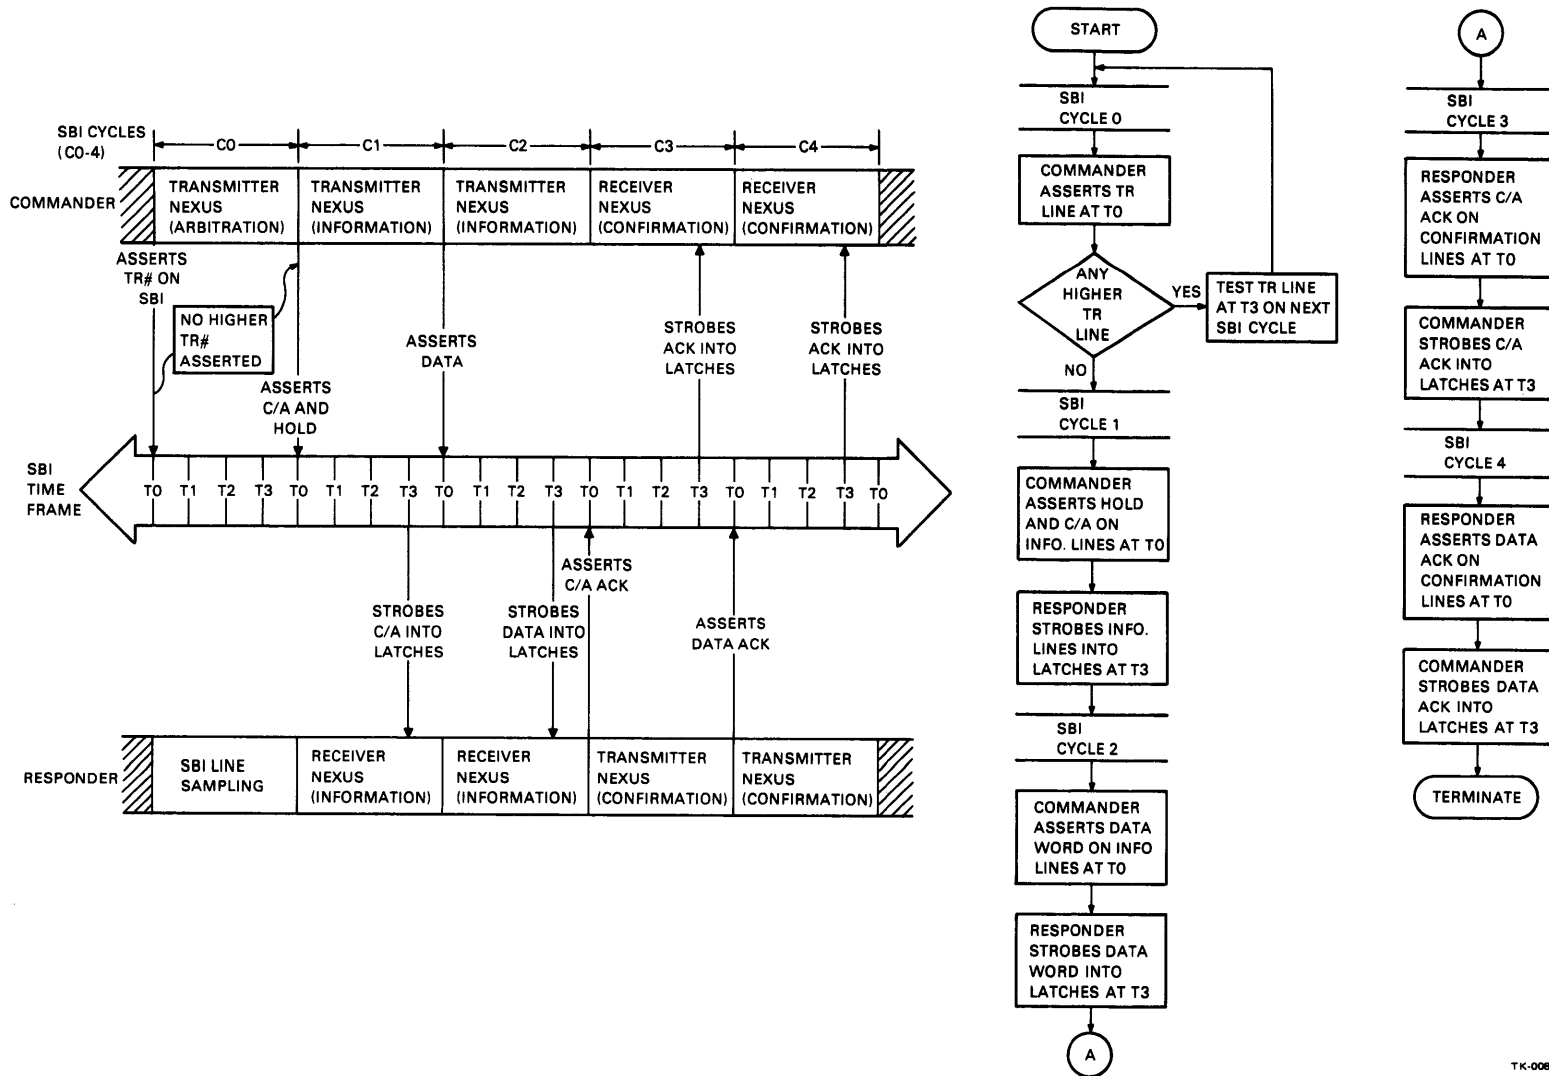 SBI CYCLES
(C0-4)
C0
C1
C2
C3
C4
COMMANDER
TRANSMITTER
NEXUS
(ARBITRATION)
TRANSMITTER
NEXUS
(INFORMATION)
TRANSMITTER
NEXUS
(INFORMATION)
RECEIVER
NEXUS
(CONFIRMATION)
RECEIVER
NEXUS
(CONFIRMATION)
ASSERTS
TR# ON
SBI
NO HIGHER
TR#
ASSERTED
ASSERTS
C/A AND
HOLD
ASSERTS
DATA
STROBES
ACK INTO
LATCHES
STROBES
ACK INTO
LATCHES
SBI
TIME
FRAME
T0 T1 T2 T3 T0 T1 T2 T3 T0 T1 T2 T3 T0 T1 T2 T3 T0 T1 T2 T3 T0
STROBES
C/A INTO
LATCHES
STROBES
DATA INTO
LATCHES
ASSERTS
C/A ACK
ASSERTS
DATA ACK
RESPONDER
SBI LINE
SAMPLING
RECEIVER
NEXUS
(INFORMATION)
RECEIVER
NEXUS
(INFORMATION)
TRANSMITTER
NEXUS
(CONFIRMATION)
TRANSMITTER
NEXUS
(CONFIRMATION)
START
SBI
CYCLE 0
COMMANDER
ASSERTS TR
LINE AT T0
ANY
HIGHER
TR
LINE
YES
TEST TR LINE
AT T3 ON NEXT
SBI CYCLE
NO
SBI
CYCLE 1
COMMANDER
ASSERTS HOLD
AND C/A ON
INFO. LINES AT T0
RESPONDER
STROBES INFO.
LINES INTO
LATCHES AT T3
SBI
CYCLE 2
COMMANDER
ASSERTS DATA
WORD ON INFO
LINES AT T0
RESPONDER
STROBES DATA
WORD INTO
LATCHES AT T3
A
A
SBI
CYCLE 3
RESPONDER
ASSERTS C/A
ACK ON
CONFIRMATION
LINES AT T0
COMMANDER
STROBES C/A
ACK INTO
LATCHES AT T3
SBI
CYCLE 4
RESPONDER
ASSERTS DATA
ACK ON
CONFIRMATION
LINES AT T0
COMMANDER
STROBES DATA
ACK INTO
LATCHES AT T3
TERMINATE
TK-008